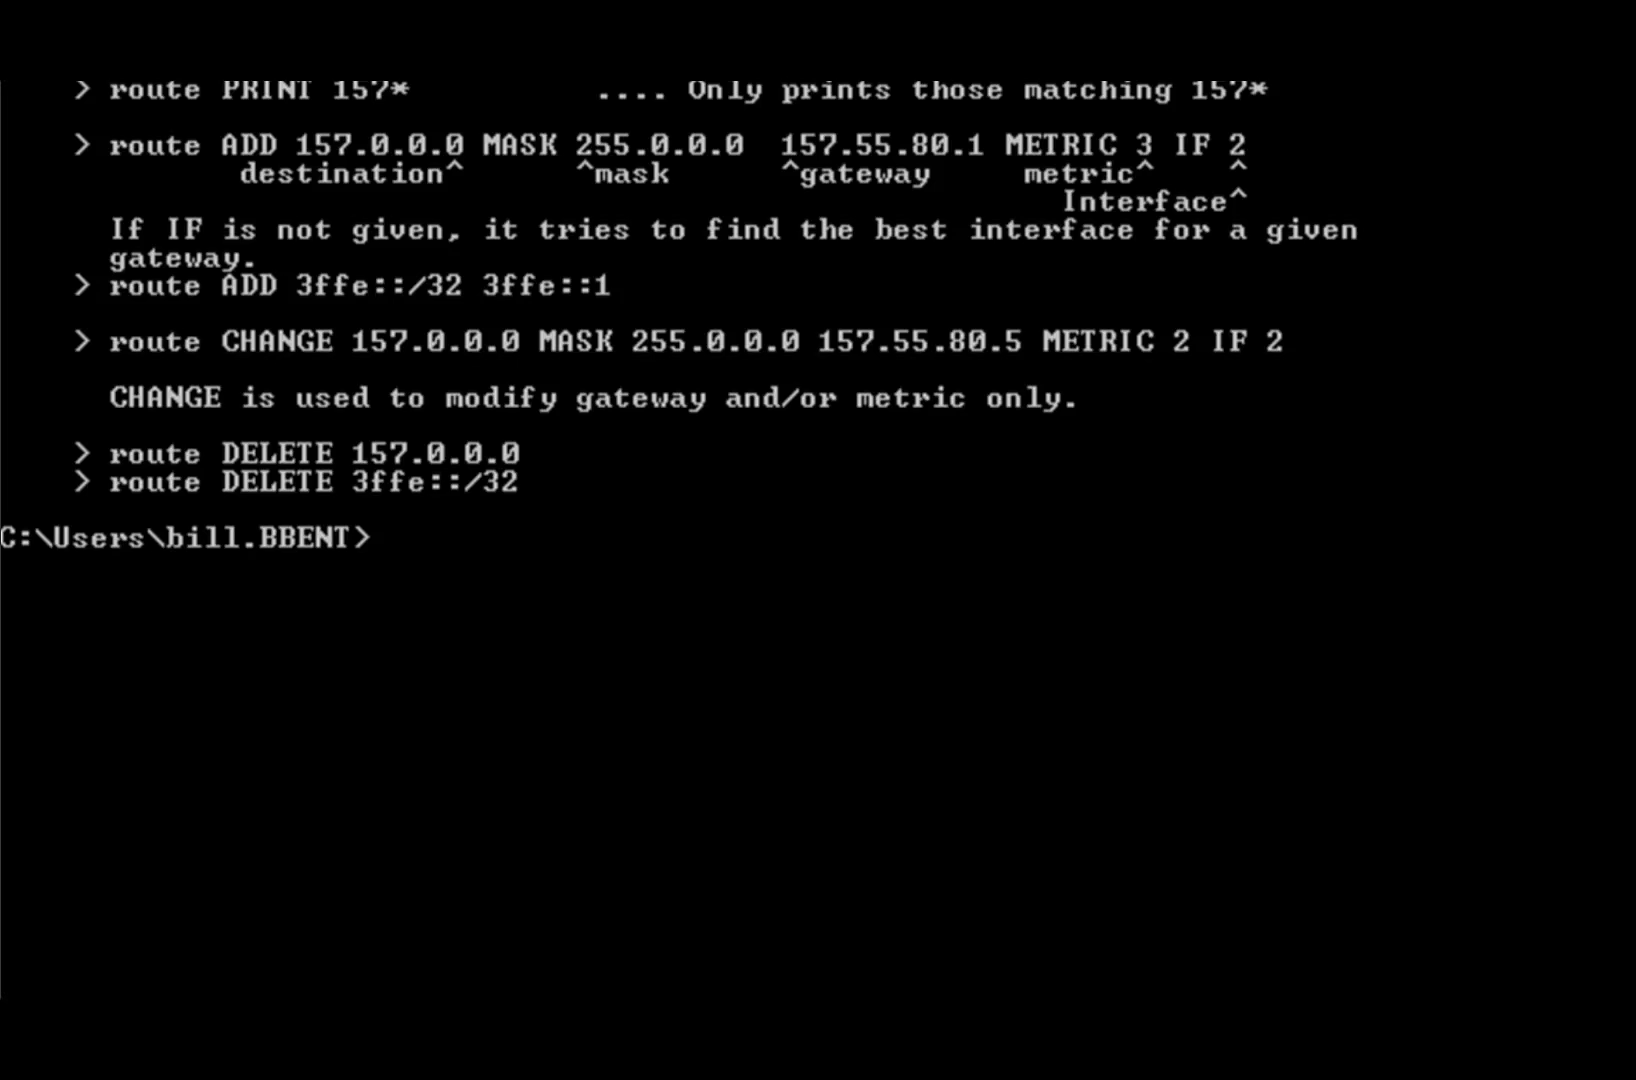 > route PRINT 157*          .... Only prints those matching 157*
> route ADD 157.0.0.0 MASK 255.0.0.0  157.55.80.1 METRIC 3 IF 2
destination^      ^mask      ^gateway     metric^    ^
Interface^
If IF is not given, it tries to find the best interface for a given
gateway.
> route ADD 3ffe::/32 3ffe::1
> route CHANGE 157.0.0.0 MASK 255.0.0.0 157.55.80.5 METRIC 2 IF 2
CHANGE is used to modify gateway and/or metric only.
> route DELETE 157.0.0.0
> route DELETE 3ffe::/32
C:\Users\bill.BBENT>